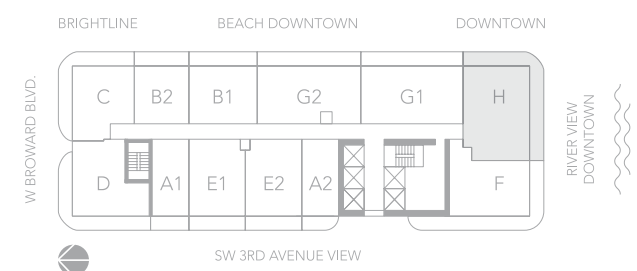 BRIGHTLINE BEACH DOWNTOWN DOWNTOWN
W BROWARD BLVD.
C B2 B1 G2 G1 H
RIVER VIEW
DOWNTOWN
D A1 E1 E2 A2 F
SW 3RD AVENUE VIEW